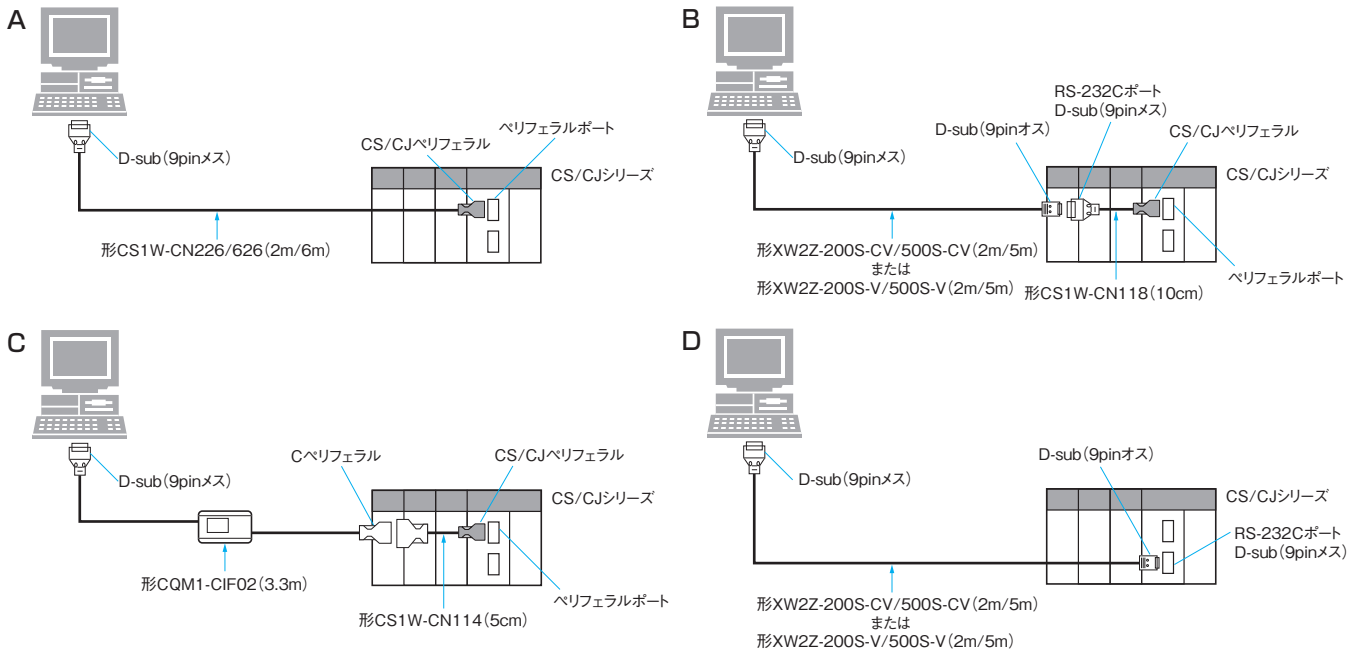 A
D-sub（9pinメス）
CS/CJペリフェラル
ペリフェラルポート
CS/CJシリーズ
形CS1W-CN226/626（2m/6m）
B
D-sub（9pinメス）
D-sub（9pinオス）
RS-232Cポート
D-sub（9pinメス）
CS/CJペリフェラル
CS/CJシリーズ
形XW2Z-200S-CV/500S-CV（2m/5m）
または
形XW2Z-200S-V/500S-V（2m/5m）
形CS1W-CN118（10cm）
ペリフェラルポート
C
D-sub（9pinメス）
Cペリフェラル
CS/CJペリフェラル
CS/CJシリーズ
形CQM1-CIF02（3.3m）
形CS1W-CN114（5cm）
ペリフェラルポート
D
D-sub（9pinメス）
D-sub（9pinオス）
CS/CJシリーズ
RS-232Cポート
D-sub（9pinメス）
形XW2Z-200S-CV/500S-CV（2m/5m）
または
形XW2Z-200S-V/500S-V（2m/5m）